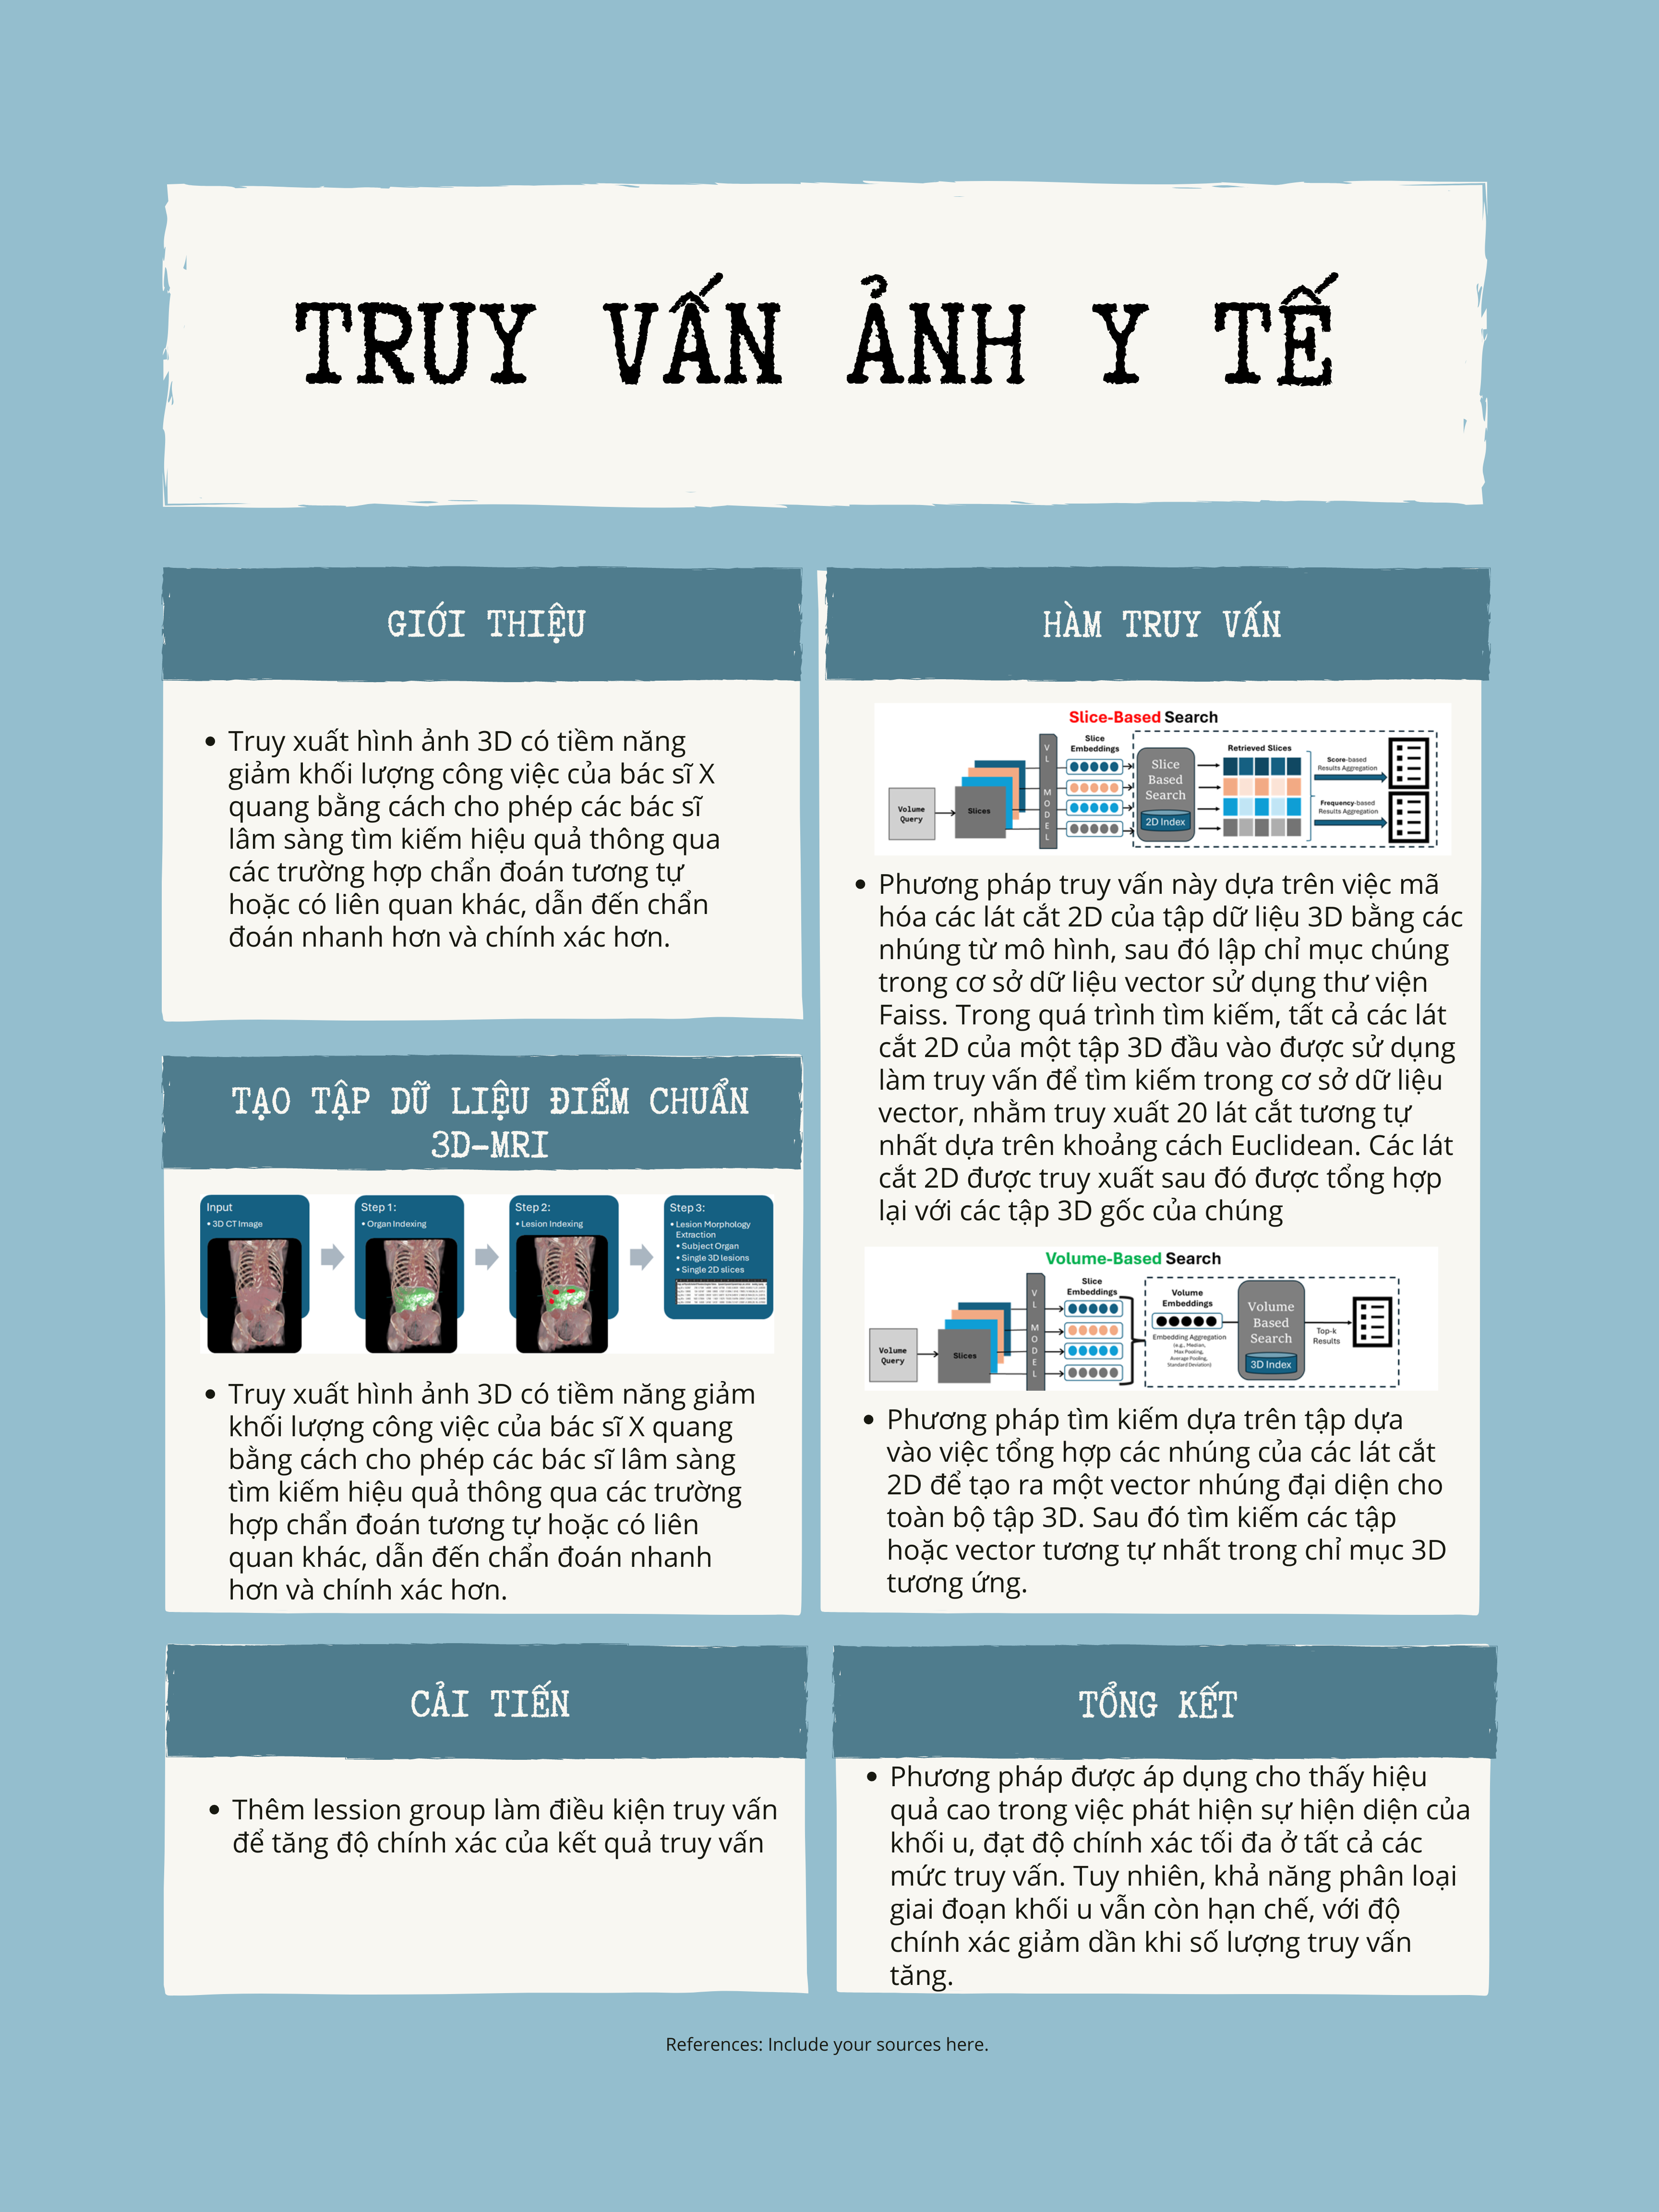 TRUY VẤN ẢNH Y TẾ
GIỚI THIỆU
• Truy xuất hình ảnh 3D có tiềm năng
giảm khối lượng công việc của bác sĩ X
quang bằng cách cho phép các bác sĩ
lâm sàng tìm kiếm hiệu quả thông qua
các trường hợp chẩn đoán tương tự
hoặc có liên quan khác, dẫn đến chẩn
đoán nhanh hơn và chính xác hơn.
TẠO TẬP DỮ LIỆU ĐIỂM CHUẨN
3D-MRI
Input
• 3D CT Image
Step 1:
• Organ Indexing
Step 2:
• Lesion Indexing
Step 3:
• Lesion Morphology
Extraction
• Subject Organ
• Single 3D lesions
• Single 2D slices
• Truy xuất hình ảnh 3D có tiềm năng giảm
khối lượng công việc của bác sĩ X quang
bằng cách cho phép các bác sĩ lâm sàng
tìm kiếm hiệu quả thông qua các trường
hợp chẩn đoán tương tự hoặc có liên
quan khác, dẫn đến chẩn đoán nhanh
hơn và chính xác hơn.
HÀM TRUY VẤN
Slice-Based Search
Volume
Query
Slices
VL MODEL
Slice
Embeddings
Slice
Based
Search
2D Index
Retrieved Slices
Score-based
Results Aggregation
Frequency-based
Results Aggregation
• Phương pháp truy vấn này dựa trên việc mã
hóa các lát cắt 2D của tập dữ liệu 3D bằng các
nhúng từ mô hình, sau đó lập chỉ mục chúng
trong cơ sở dữ liệu vector sử dụng thư viện
Faiss. Trong quá trình tìm kiếm, tất cả các lát
cắt 2D của một tập 3D đầu vào được sử dụng
làm truy vấn để tìm kiếm trong cơ sở dữ liệu
vector, nhằm truy xuất 20 lát cắt tương tự
nhất dựa trên khoảng cách Euclidean. Các lát
cắt 2D được truy xuất sau đó được tổng hợp
lại với các tập 3D gốc của chúng
Volume-Based Search
Volume
Query
Slices
VL MODEL
Slice
Embeddings
Volume
Embeddings
Embedding Aggregation
(e.g., Median,
Max Pooling,
Average Pooling,
Standard Deviation)
Volume
Based
Search
3D Index
Top-k
Results
• Phương pháp tìm kiếm dựa trên tập dựa
vào việc tổng hợp các nhúng của các lát cắt
2D để tạo ra một vector nhúng đại diện cho
toàn bộ tập 3D. Sau đó tìm kiếm các tập
hoặc vector tương tự nhất trong chỉ mục 3D
tương ứng.
CẢI TIẾN
• Thêm lession group làm điều kiện truy vấn
để tăng độ chính xác của kết quả truy vấn
TỔNG KẾT
• Phương pháp được áp dụng cho thấy hiệu
quả cao trong việc phát hiện sự hiện diện của
khối u, đạt độ chính xác tối đa ở tất cả các
mức truy vấn. Tuy nhiên, khả năng phân loại
giai đoạn khối u vẫn còn hạn chế, với độ
chính xác giảm dần khi số lượng truy vấn
tăng.
References: Include your sources here.